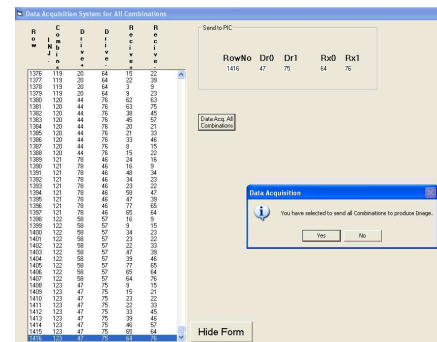 Data Acquisition System for All Combinations
Row
INJ.
Drive
Drive
1376 119 20 64 15 22
1377 119 20 64 22 39
1378 119 20 64 3 9
1379 119 20 64 9 23
1380 120 44 76 62 63
1381 120 44 76 63 75
1382 120 44 76 38 45
1383 120 44 76 45 57
1384 120 44 76 20 21
1385 120 44 76 21 33
1386 120 44 76 33 46
1387 120 44 76 8 15
1388 120 44 76 15 22
1389 121 78 46 24 16
1390 121 78 46 16 9
1391 121 78 46 48 34
1392 121 78 46 34 23
1393 121 78 46 23 22
1394 121 78 46 58 47
1395 121 78 46 47 39
1396 121 78 46 77 65
1397 121 78 46 65 64
1398 122 58 57 16 9
1399 122 58 57 9 15
1400 122 58 57 34 23
1401 122 58 57 23 22
1402 122 58 57 22 33
1403 122 58 57 47 39
1404 122 58 57 39 46
1405 122 58 57 77 65
1406 122 58 57 65 64
1407 122 58 57 64 76
1408 123 47 75 9 15
1409 123 47 75 15 21
1410 123 47 75 23 22
1411 123 47 75 22 33
1412 123 47 75 33 45
1413 123 47 75 39 46
1414 123 47 75 46 57
1415 123 47 75 65 64
1416 123 47 75 64 76
Send to PIC
RowNo Dr0 Dr1 Rx0 Rx1
1416 47 75 64 76
Data Acq. All
Combinations
Data Acquisition
You have selected to send all Combinations to produce Image.
Yes No
Hide Form